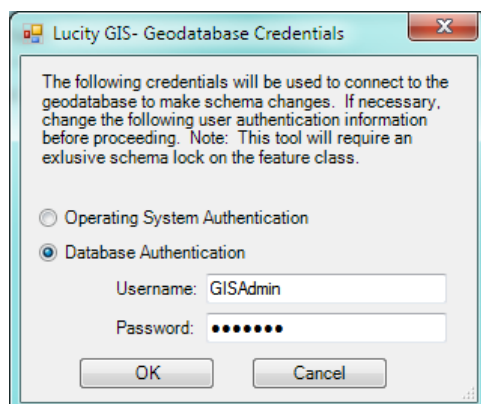 Lucity GIS- Geodatabase Credentials
The following credentials will be used to connect to the
geodatabase to make schema changes. If necessary,
change the following user authentication information
before proceeding. Note: This tool will require an
exlusive schema lock on the feature class.
Operating System Authentication
Database Authentication
Username: GISAdmin
Password: •••••••
OK Cancel